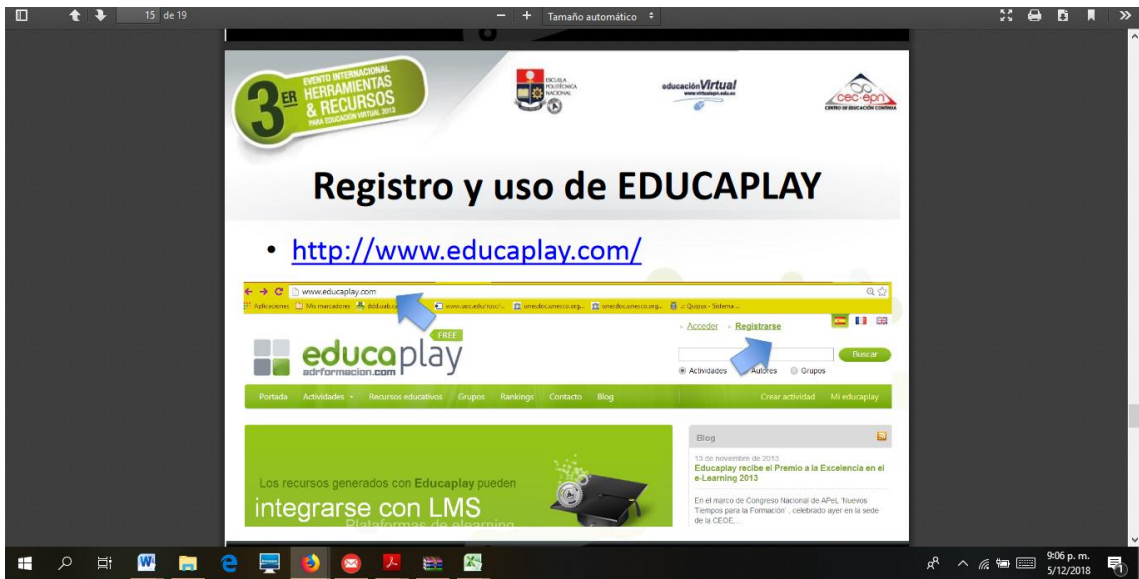 15 de 19
Tamaño automático
3ER EVENTO INTERNACIONAL
HERRAMIENTAS
& RECURSOS
PARA EDUCACIÓN VIRTUAL 2013
ESCUELA
POLITÉCNICA
NACIONAL
educaciónVirtual
www.virtualepn.edu.ec
cec-epn
CENTRO DE EDUCACIÓN CONTINUA
Registro y uso de EDUCAPLAY
• http://www.educaplay.com/
www.educaplay.com
Aplicaciones Mis marcadores
Acceder Registrarse
FREE
educaplay
adrformacion.com
Buscar
Actividades Autores Grupos
Portada Actividades Recursos educativos Grupos Rankings Contacto Blog Crear actividad Mi educaplay
Blog
13 de noviembre de 2013
Educaplay recibe el Premio a la Excelencia en el
e-Learning 2013
En el marco de Congreso Nacional de APeL 'Nuevos
Tiempos para la Formación', celebrado ayer en la sede
de la CEOE,...
Los recursos generados con Educaplay pueden
integrarse con LMS
Plataformas de elearning
9:06 p. m.
5/12/2018